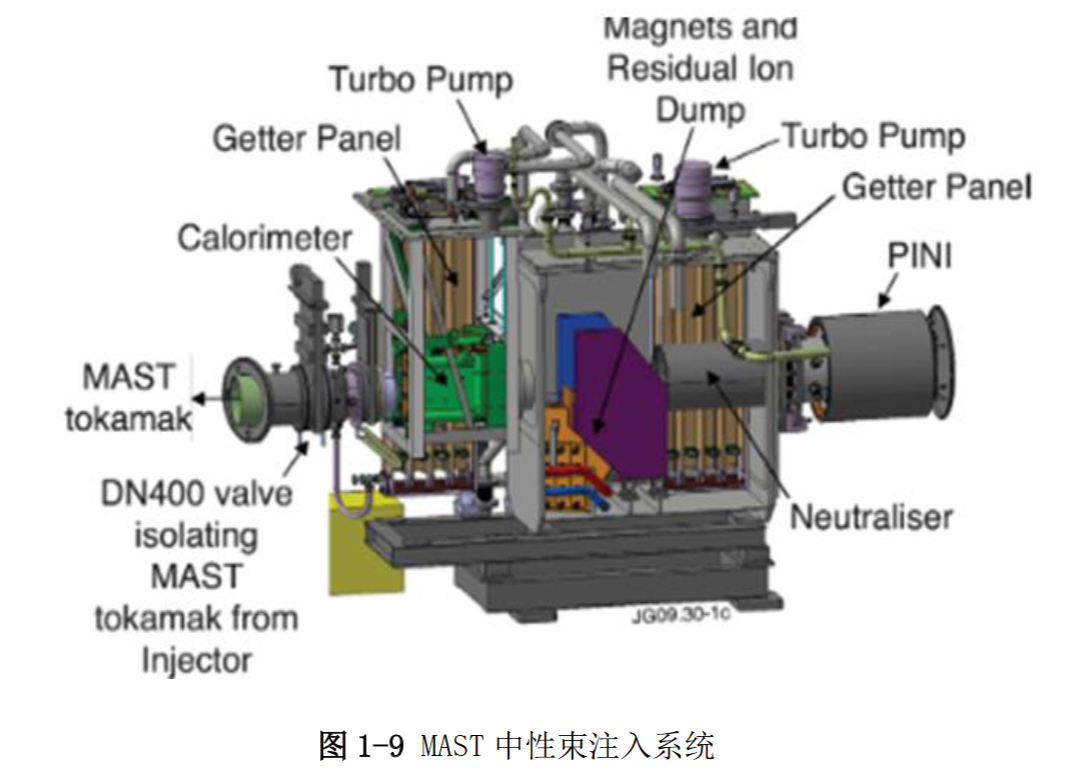 Magnets and
Residual Ion
Dump
Turbo Pump
Turbo Pump
Getter Panel
Getter Panel
Calorimeter
PINI
MAST
tokamak
DN400 valve
isolating
MAST
tokamak from
Injector
Neutraliser
JG09.30-1c
图 1-9 MAST 中性束注入系统